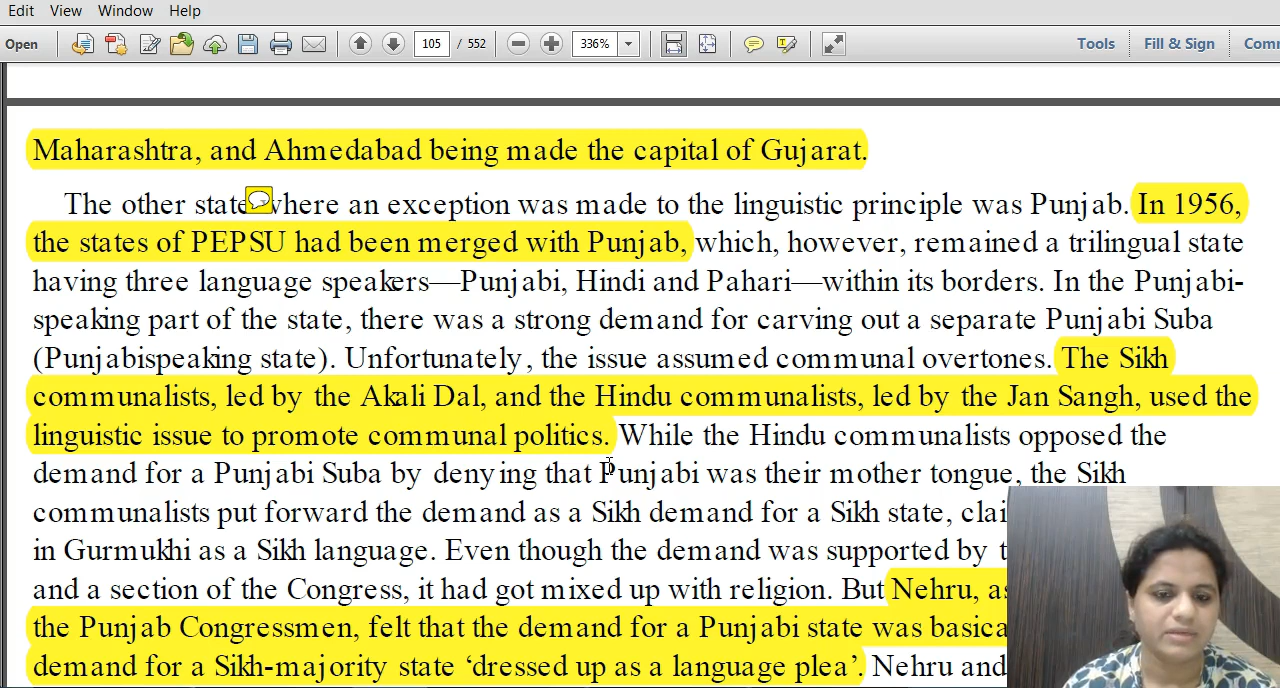 Edit View Window Help
Open 105 / 552 336% Tools Fill & Sign
Maharashtra, and Ahmedabad being made the capital of Gujarat.
The other state where an exception was made to the linguistic principle was Punjab. In 1956,
the states of PEPSU had been merged with Punjab, which, however, remained a trilingual state
having three language speakers—Punjabi, Hindi and Pahari—within its borders. In the Punjabi-
speaking part of the state, there was a strong demand for carving out a separate Punjabi Suba
(Punjabispeaking state). Unfortunately, the issue assumed communal overtones. The Sikh
communalists, led by the Akali Dal, and the Hindu communalists, led by the Jan Sangh, used the
linguistic issue to promote communal politics. While the Hindu communalists opposed the
demand for a Punjabi Suba by denying that Punjabi was their mother tongue, the Sikh
communalists put forward the demand as a Sikh demand for a Sikh state,
in Gurmukhi as a Sikh language. Even though the demand was supported by
and a section of the Congress, it had got mixed up with religion. But Nehru,
the Punjab Congressmen, felt that the demand for a Punjabi state was
demand for a Sikh-majority state ‘dressed up as a language plea’. Nehru and